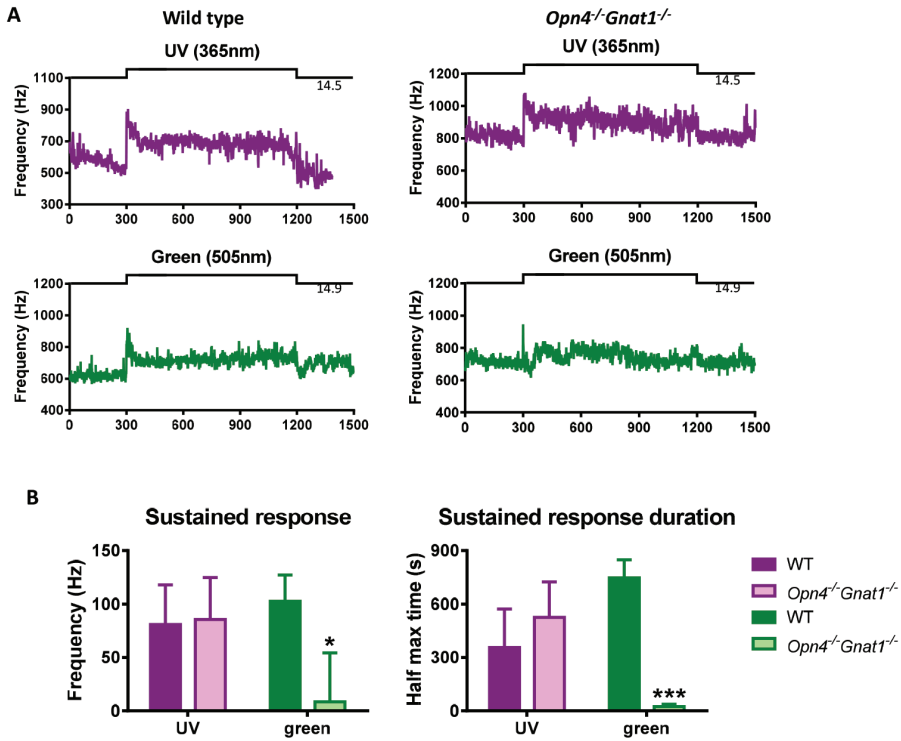 A
Wild type
Opn4-/-Gnat1-/-
UV (365nm)
UV (365nm)
14.5
14.5
Frequency (Hz)
1100
900
700
500
300
0 300 600 900 1200 1500
Frequency (Hz)
1200
1000
800
600
400
0 300 600 900 1200 1500
Green (505nm)
Green (505nm)
14.9
14.9
Frequency (Hz)
1200
1000
800
600
400
0 300 600 900 1200 1500
Frequency (Hz)
1200
1000
800
600
400
0 300 600 900 1200 1500
B
Sustained response
Frequency (Hz)
150
100
50
0
*
UV green
Sustained response duration
Half max time (s)
900
600
300
0
***
UV green
WT
Opn4-/-Gnat1-/-
WT
Opn4-/-Gnat1-/-